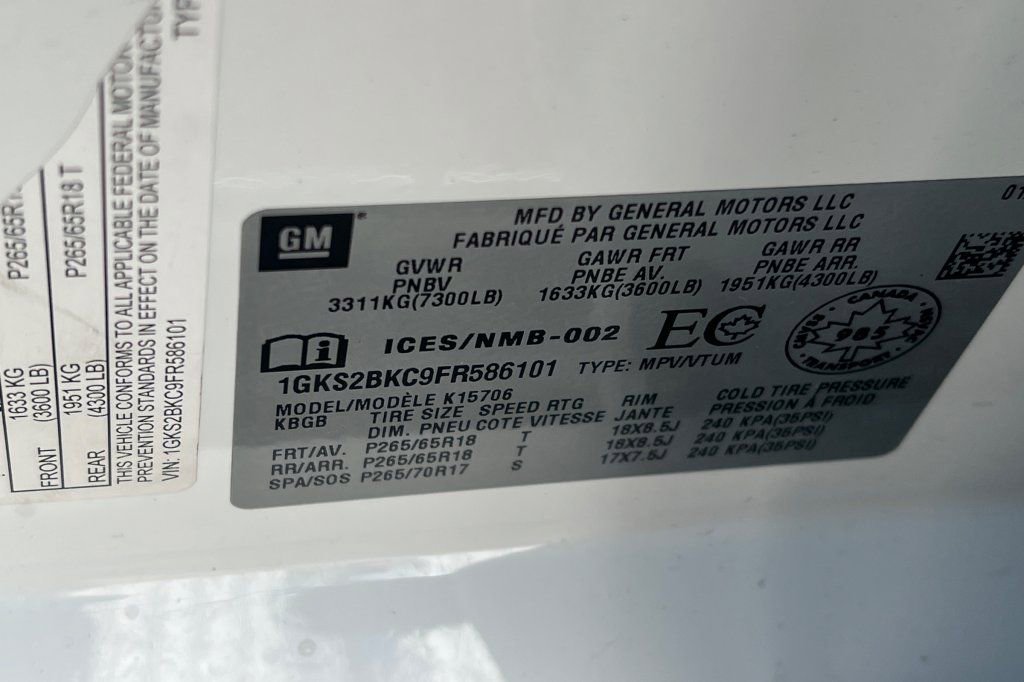 TYP
P265/65R1
P265/65R18 T
1633 KG
(3600 LB)
1951 KG
(4300 LB)
FRONT
REAR
THIS VEHICLE CONFORMS TO ALL APPLICABLE FEDERAL MOTOR
PREVENTION STANDARDS IN EFFECT ON THE DATE OF MANUFACTU
VIN:1GKS2BKC9FR586101
GM
MFD BY GENERAL MOTORS LLC
FABRIQUÉ PAR GENERAL MOTORS LLC
01
GVWR GAWR FRT GAWR RR
PNBV PNBE AV. PNBE ARR.
3311KG(7300LB) 1633KG(3600LB) 1951KG(4300LB)
ICES/NMB-002 EC
CANADA
985
TRANSPORT
1GKS2BKC9FR586101 TYPE: MPV/VTUM
MODEL/MODÈLE K15706
KBGB TIRE SIZE SPEED RTG RIM COLD TIRE PRESSURE
DIM. PNEU COTE VITESSE JANTE PRESSION À FROID
FRT/AV. P265/65R18 T 18X8.5J 240 KPA(35PSI)
RR/ARR. P265/65R18 T 18X8.5J 240 KPA(35PSI)
SPA/SOS P265/70R17 S 17X7.5J 240 KPA(35PSI)